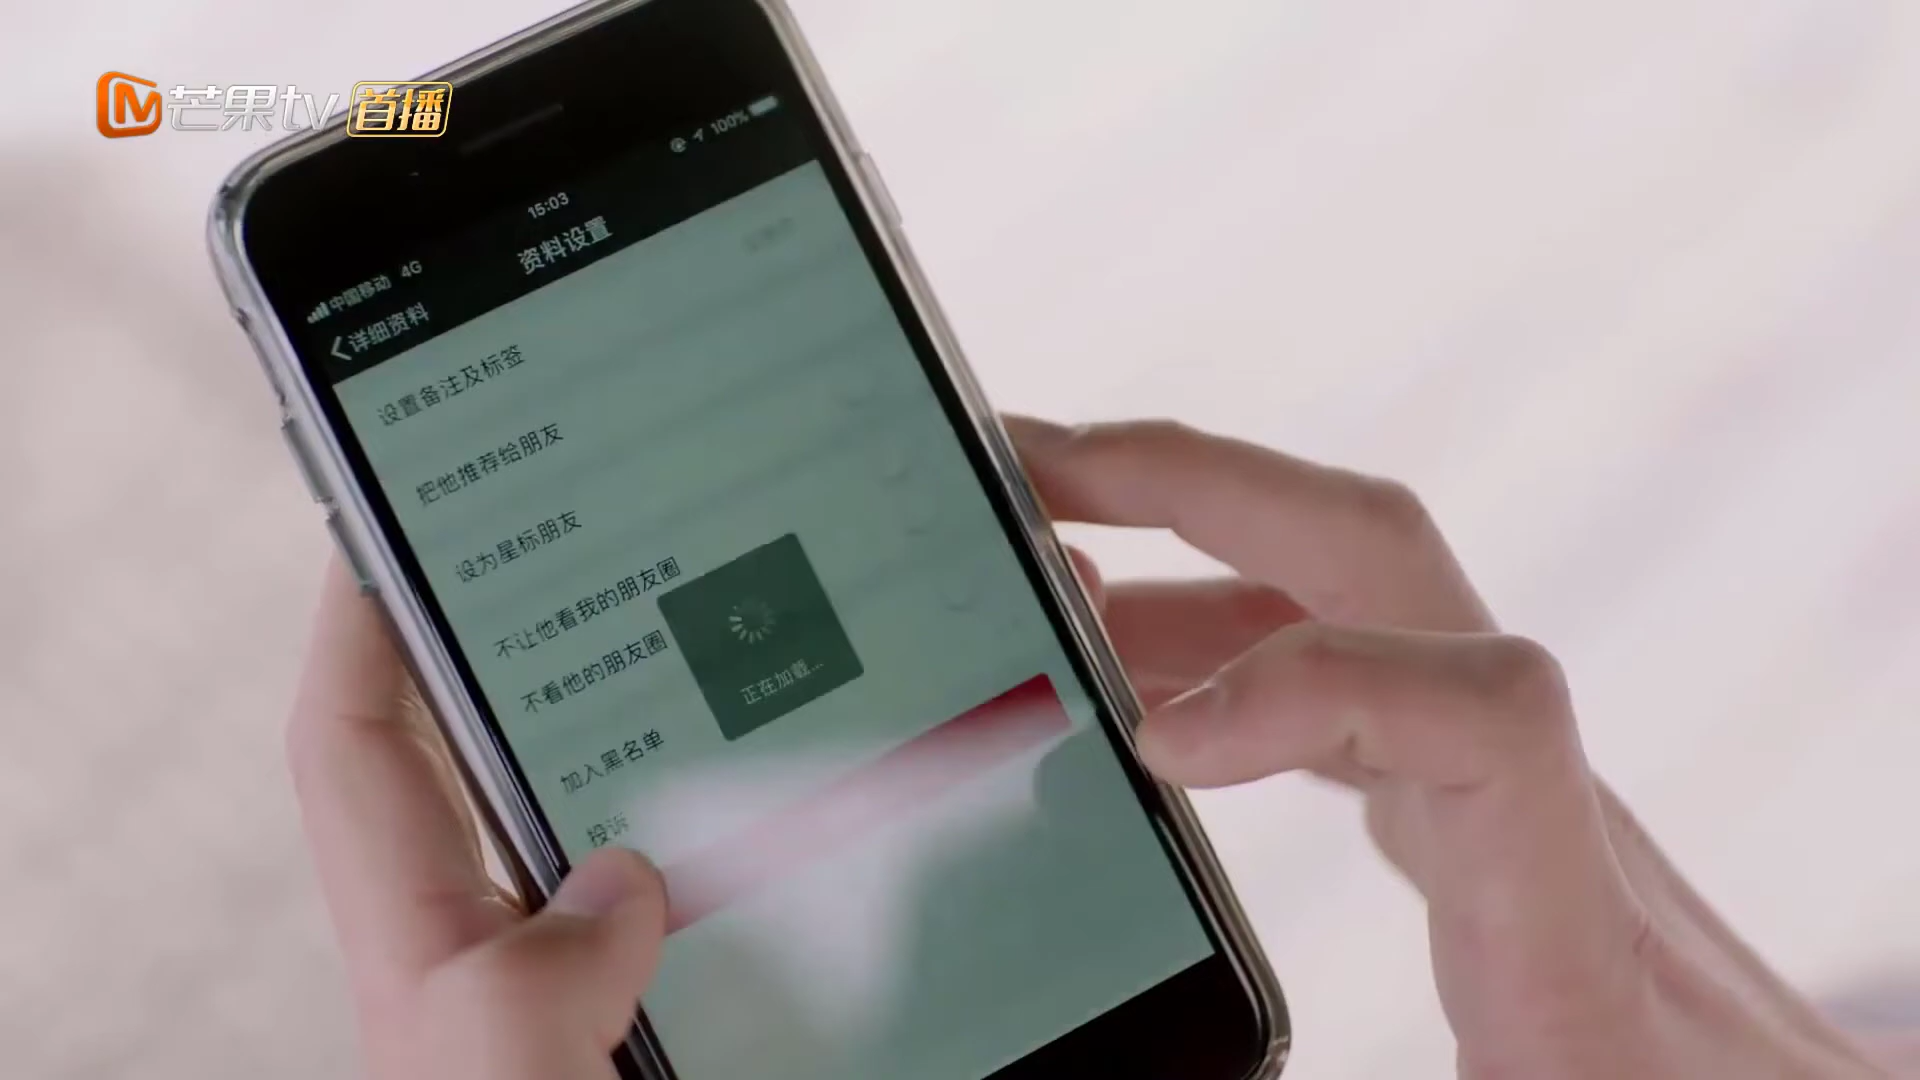 芒果tv 首播
100%
15:03
中国移动 4G
资料设置
详细资料
设置备注及标签
把他推荐给朋友
设为星标朋友
不让他看我的朋友圈
不看他的朋友圈
正在加载...
加入黑名单
投诉